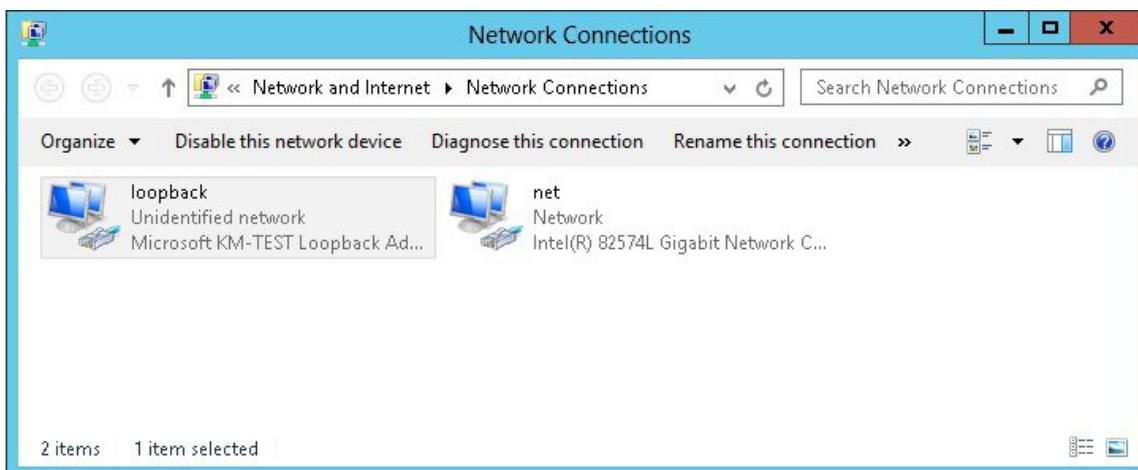 Network Connections
« Network and Internet Network Connections Search Network Connections
Organize Disable this network device Diagnose this connection Rename this connection »
loopback
Unidentified network
Microsoft KM-TEST Loopback Ad...
net
Network
Intel(R) 82574L Gigabit Network C...
2 items 1 item selected